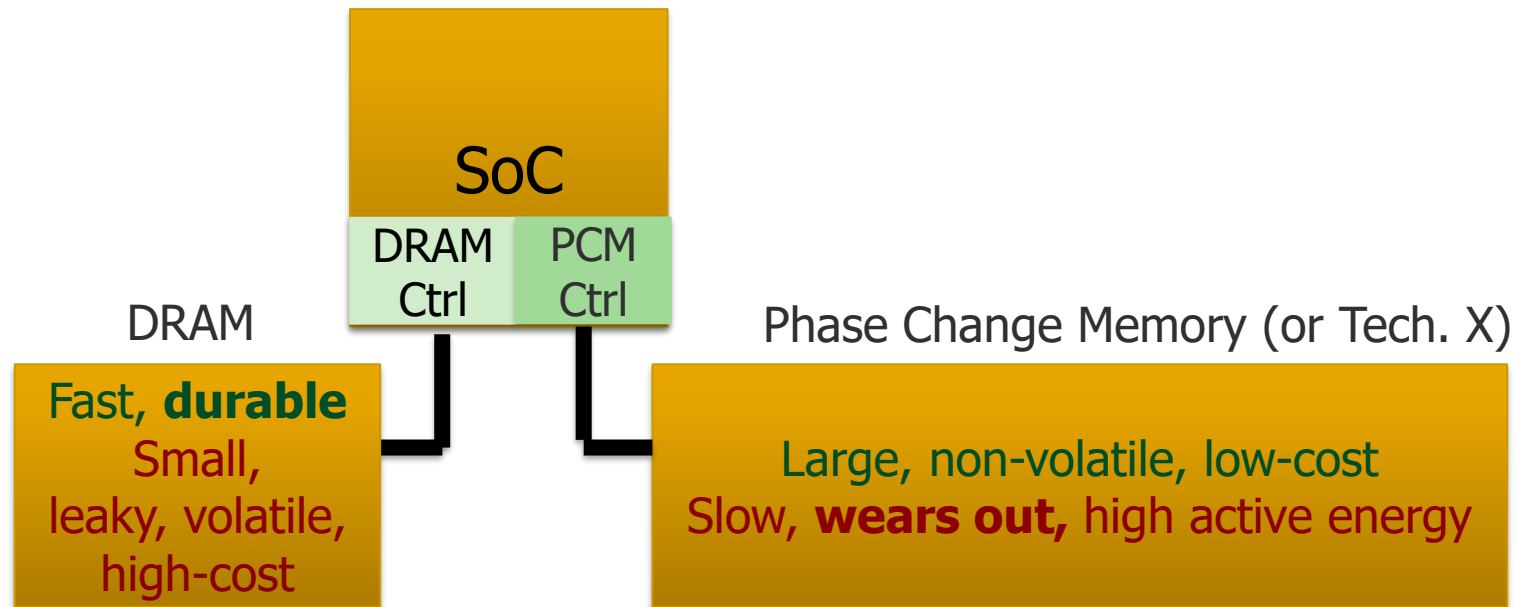 SoC
DRAM
Ctrl
PCM
Ctrl
DRAM
Fast, durable
Small,
leaky, volatile,
high-cost
Phase Change Memory (or Tech. X)
Large, non-volatile, low-cost
Slow, wears out, high active energy